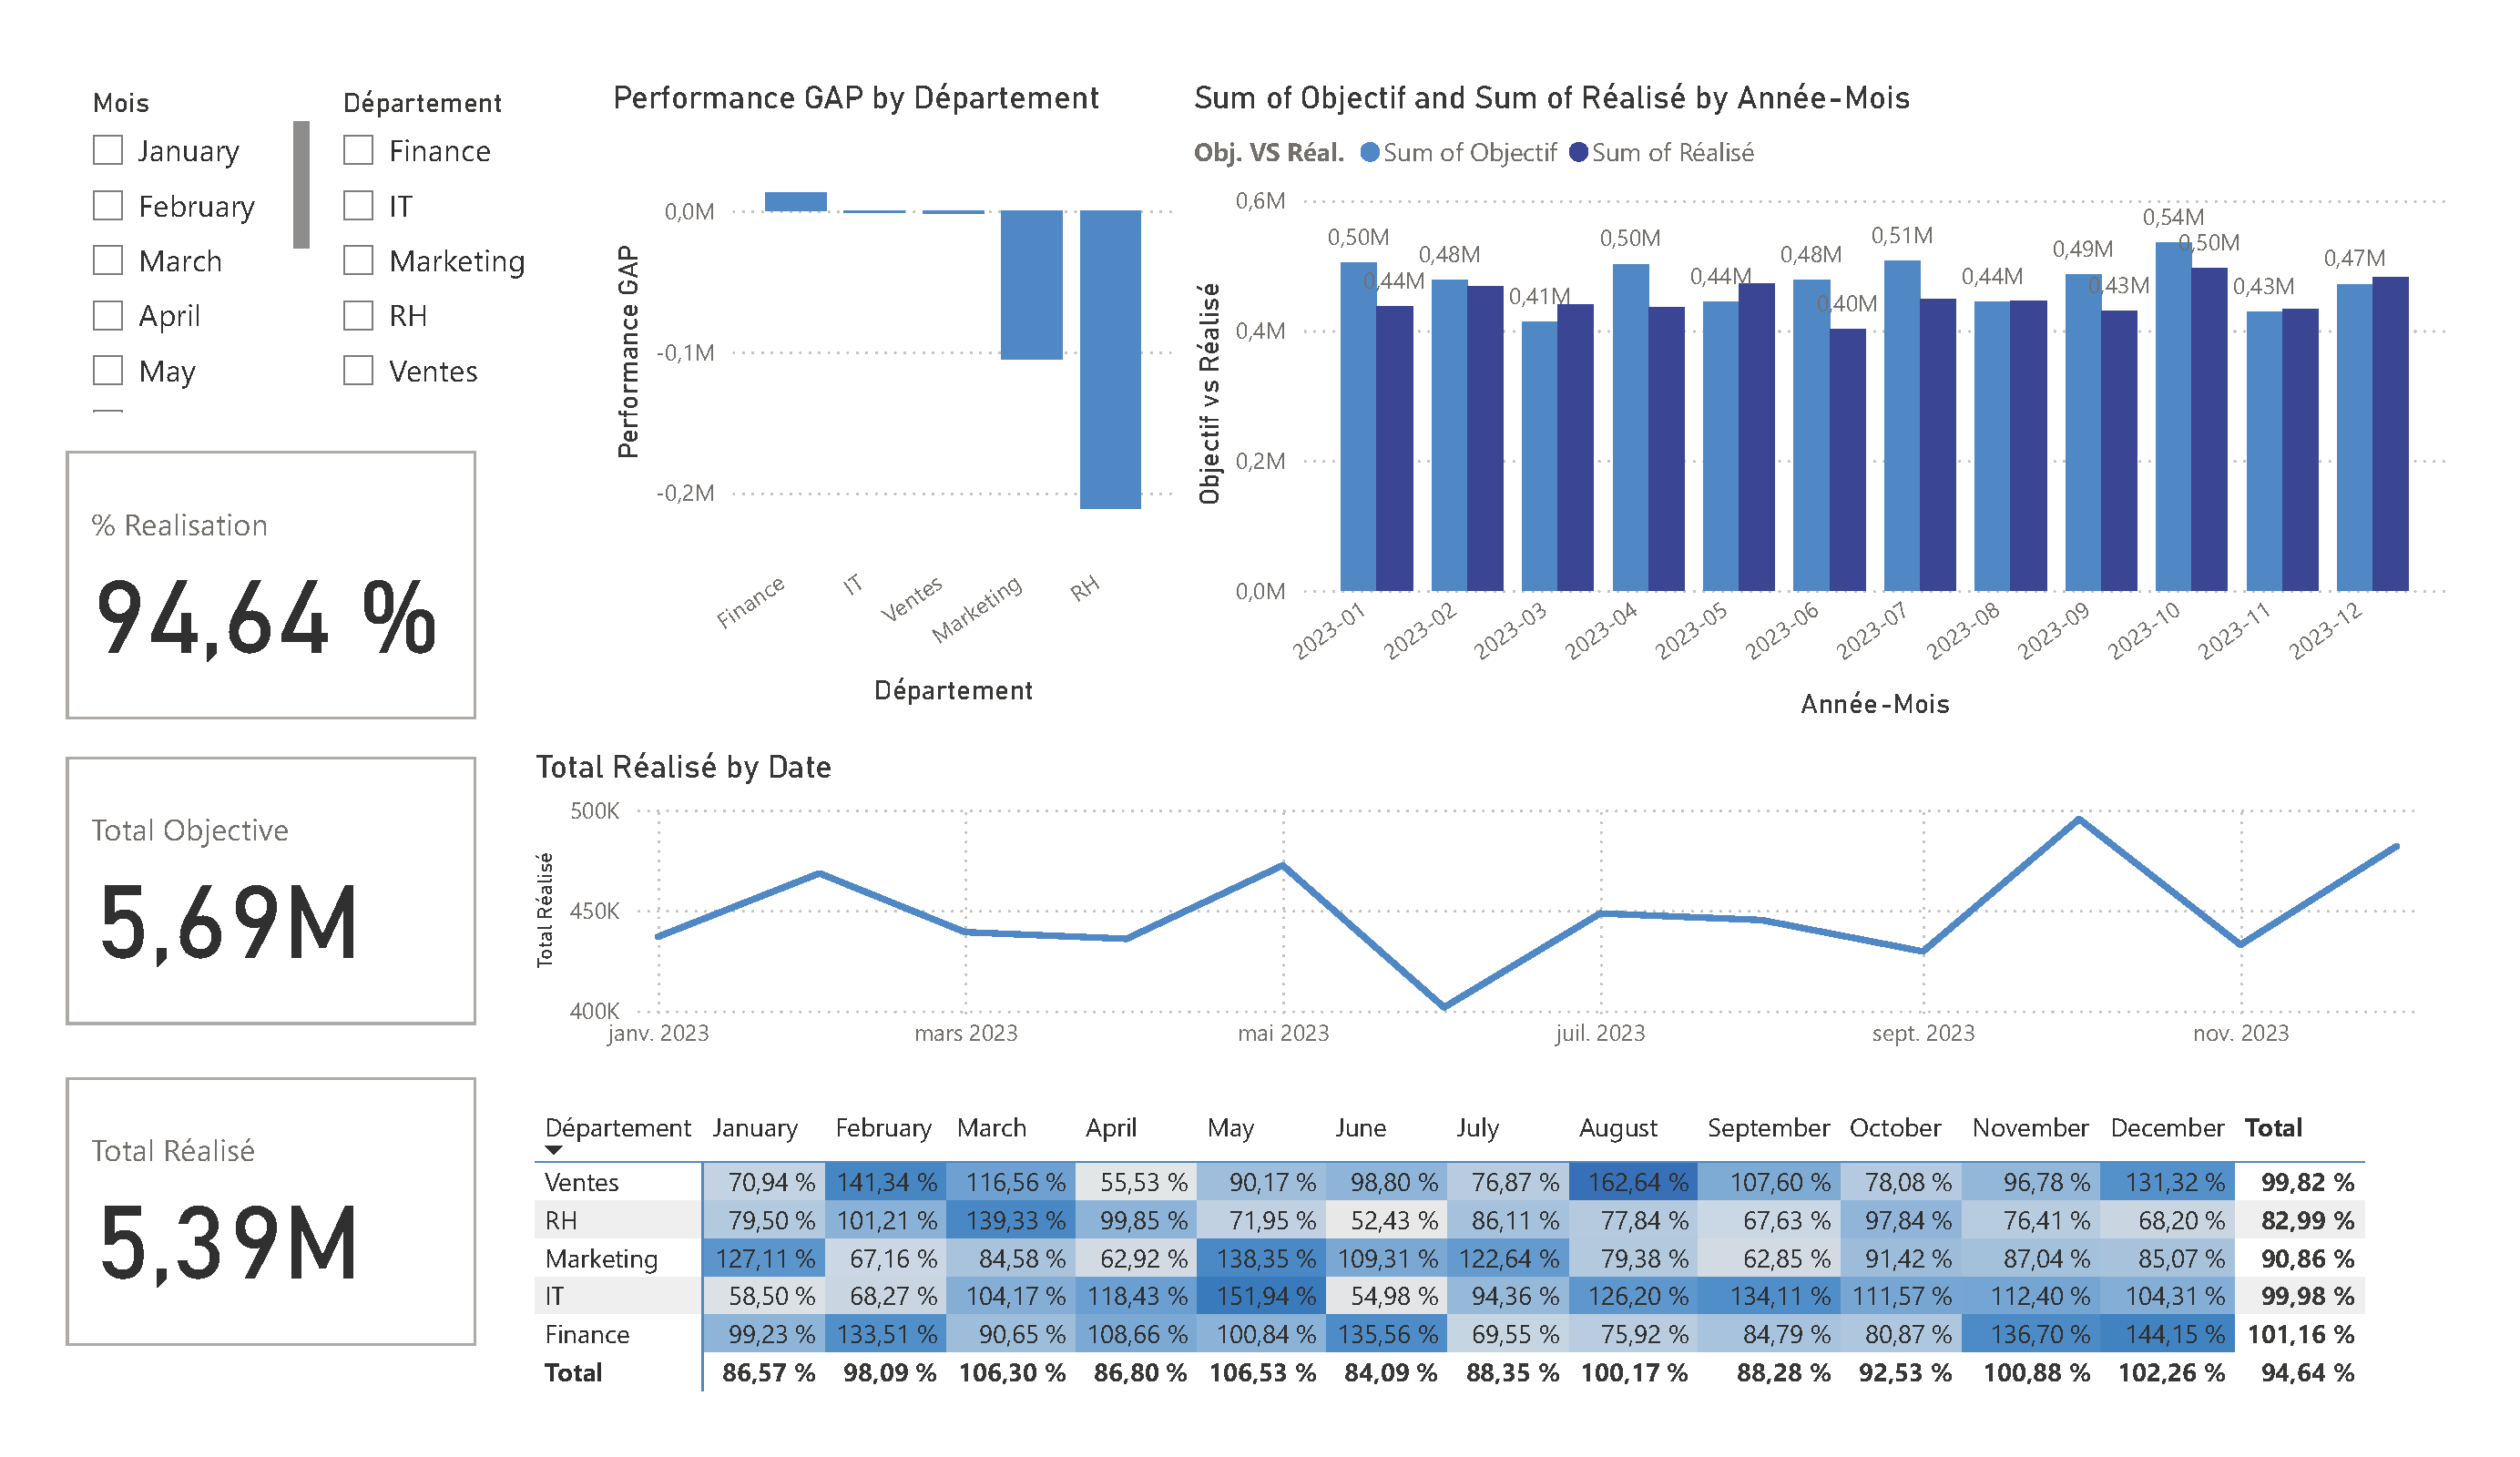 Mois
January
February
March
April
May
Département
Finance
IT
Marketing
RH
Ventes
% Realisation
94,64 %
Total Objective
5,69M
Total Réalisé
5,39M
Performance GAP by Département
Performance GAP
0,0M
-0,1M
-0,2M
Finance
IT
Ventes
Marketing
RH
Département
Sum of Objectif and Sum of Réalisé by Année-Mois
Obj. VS Réal. Sum of Objectif Sum of Réalisé
Objectif vs Réalisé
0,6M
0,4M
0,2M
0,0M
0,50M
0,44M
0,48M
0,41M
0,50M
0,44M
0,48M
0,40M
0,51M
0,44M
0,49M
0,43M
0,54M
0,50M
0,43M
0,47M
2023-01
2023-02
2023-03
2023-04
2023-05
2023-06
2023-07
2023-08
2023-09
2023-10
2023-11
2023-12
Année-Mois
Total Réalisé by Date
Total Réalisé
500K
450K
400K
janv. 2023 mars 2023 mai 2023 juil. 2023 sept. 2023 nov. 2023
Département January February March April May June July August September October November December Total
Ventes 70,94 % 141,34 % 116,56 % 55,53 % 90,17 % 98,80 % 76,87 % 162,64 % 107,60 % 78,08 % 96,78 % 131,32 % 99,82 %
RH 79,50 % 101,21 % 139,33 % 99,85 % 71,95 % 52,43 % 86,11 % 77,84 % 67,63 % 97,84 % 76,41 % 68,20 % 82,99 %
Marketing 127,11 % 67,16 % 84,58 % 62,92 % 138,35 % 109,31 % 122,64 % 79,38 % 62,85 % 91,42 % 87,04 % 85,07 % 90,86 %
IT 58,50 % 68,27 % 104,17 % 118,43 % 151,94 % 54,98 % 94,36 % 126,20 % 134,11 % 111,57 % 112,40 % 104,31 % 99,98 %
Finance 99,23 % 133,51 % 90,65 % 108,66 % 100,84 % 135,56 % 69,55 % 75,92 % 84,79 % 80,87 % 136,70 % 144,15 % 101,16 %
Total 86,57 % 98,09 % 106,30 % 86,80 % 106,53 % 84,09 % 88,35 % 100,17 % 88,28 % 92,53 % 100,88 % 102,26 % 94,64 %